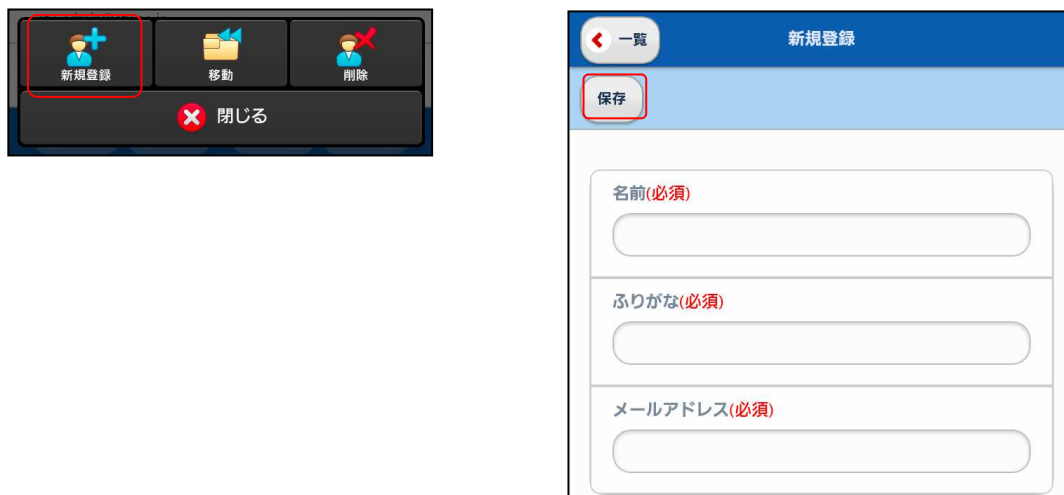 新規登録
移動
削除
閉じる
一覧
新規登録
保存
名前(必須)
ふりがな(必須)
メールアドレス(必須)